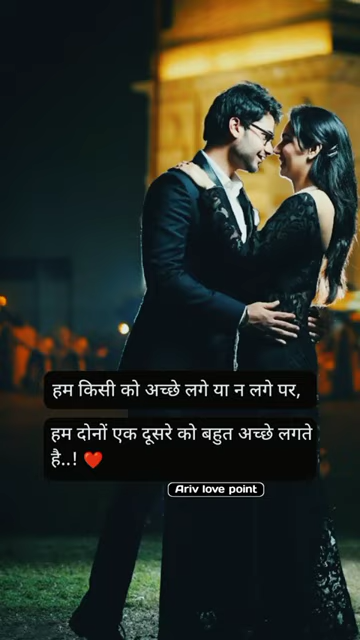 हम किसी को अच्छे लगे या न लगे पर,
हम दोनों एक दूसरे को बहुत अच्छे लगते
है..! ❤️
Ariv love point